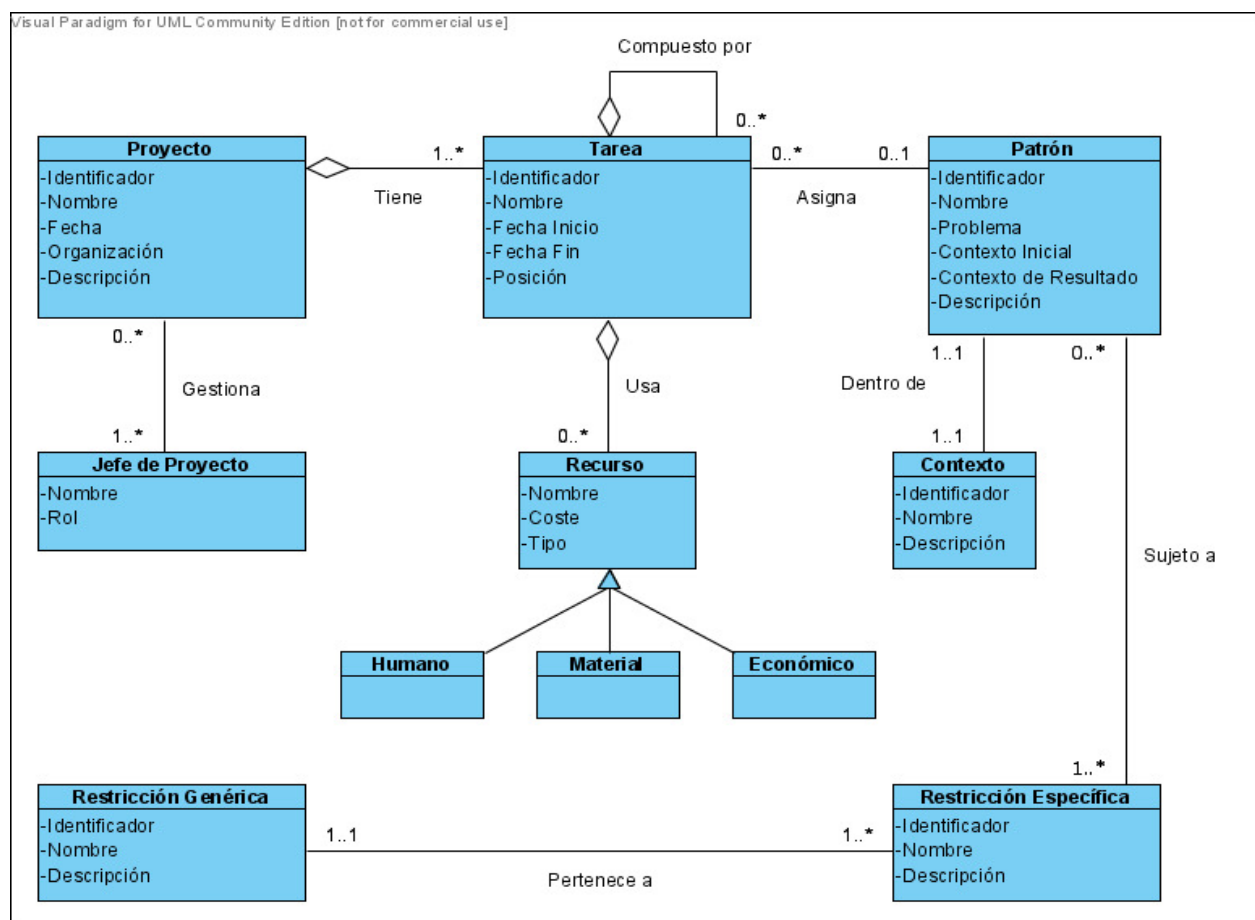 Visual Paradigm for UML Community Edition [not for commercial use]
Compuesto por
0..*
Proyecto
-Identificador
-Nombre
-Fecha
-Organización
-Descripción
1..*
Tiene
Tarea
-Identificador
-Nombre
-Fecha Inicio
-Fecha Fin
-Posición
0..*
0..1
Asigna
Patrón
-Identificador
-Nombre
-Problema
-Contexto Inicial
-Contexto de Resultado
-Descripción
0..*
Gestiona
1..*
Usa
0..*
1..1
Dentro de
1..1
0..*
Sujeto a
1..*
Jefe de Proyecto
-Nombre
-Rol
Recurso
-Nombre
-Coste
-Tipo
Contexto
-Identificador
-Nombre
-Descripción
Humano
Material
Económico
Restricción Genérica
-Identificador
-Nombre
-Descripción
1..1
1..*
Pertenece a
Restricción Específica
-Identificador
-Nombre
-Descripción